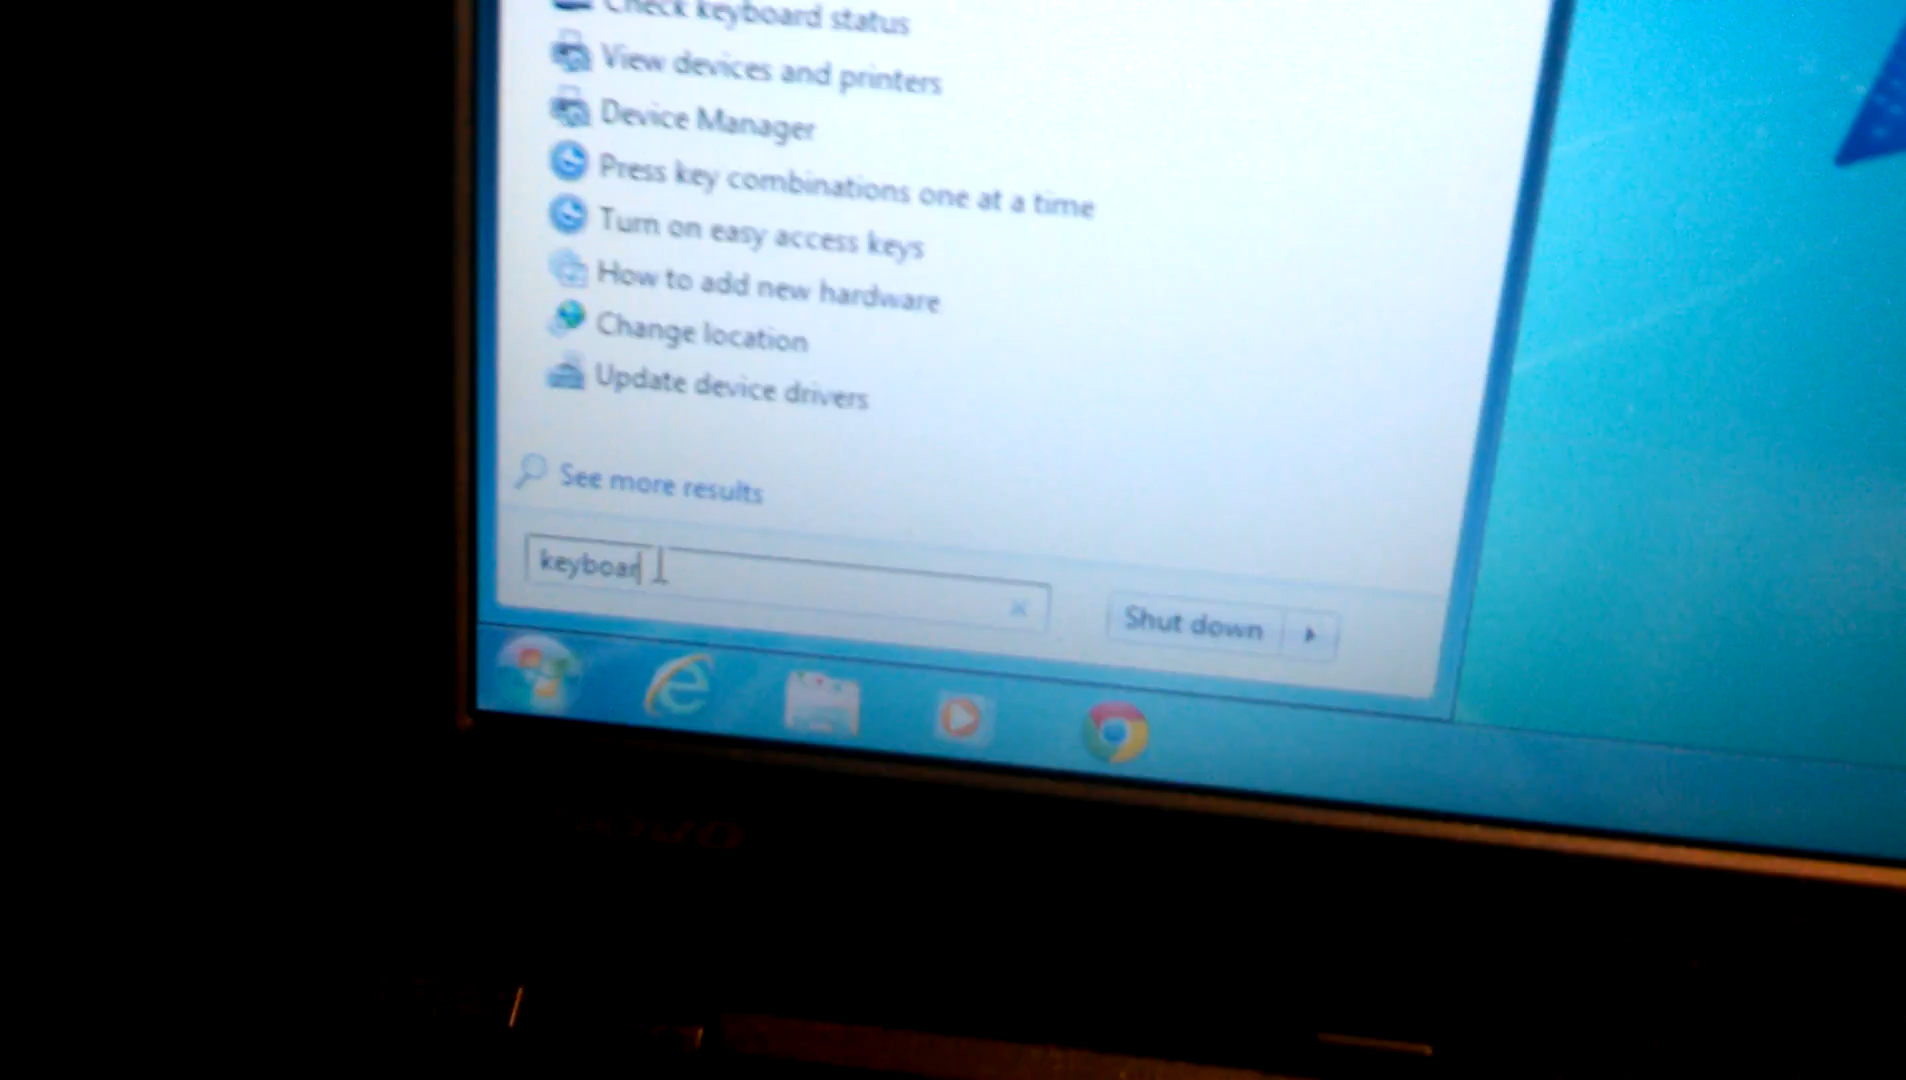 Check keyboard status
View devices and printers
Device Manager
Press key combinations one at a time
Turn on easy access keys
How to add new hardware
Change location
Update device drivers
See more results
keyboar
Shut down